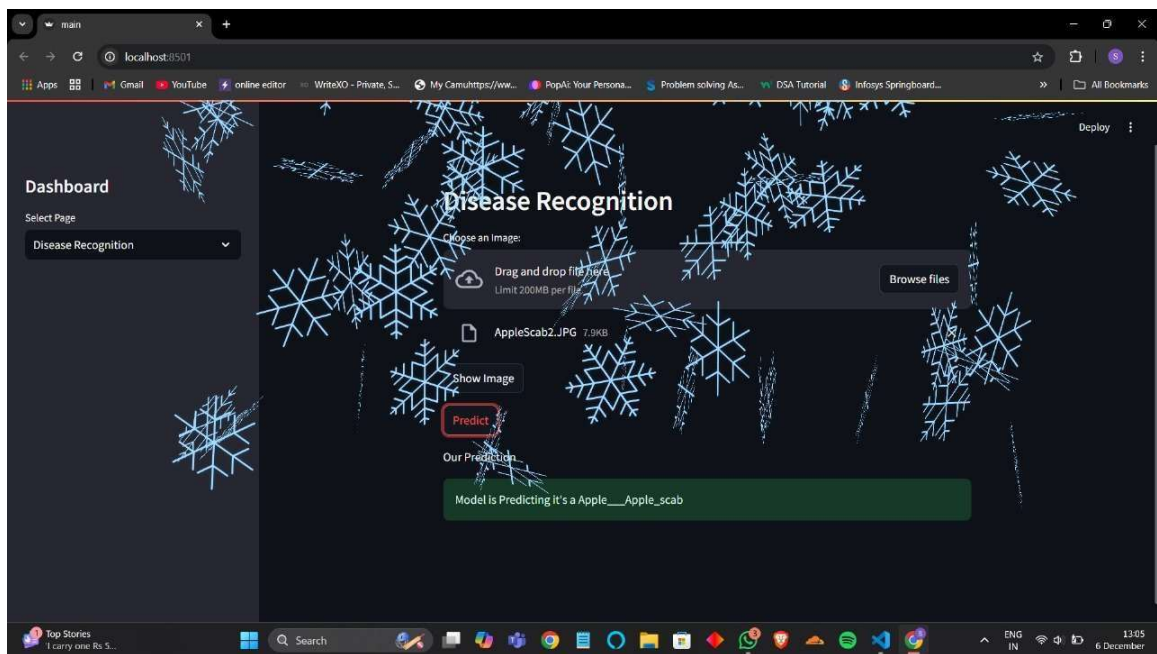 main
localhost:8501
Apps Gmail YouTube online editor WriteXO - Private, S... My Camuhttps://ww... PopAi: Your Persona... Problem solving As... DSA Tutorial Infosys Springboard... » All Bookmarks
Deploy
Dashboard
Select Page
Disease Recognition
Disease Recognition
Choose an Image:
Drag and drop file here
Limit 200MB per file
Browse files
AppleScab2.JPG 7.9KB
Show Image
Predict
Our Prediction
Model is Predicting it's a Apple___Apple_scab
Top Stories
'I carry one Rs 5...
Search
ENG
IN
13:05
6 December